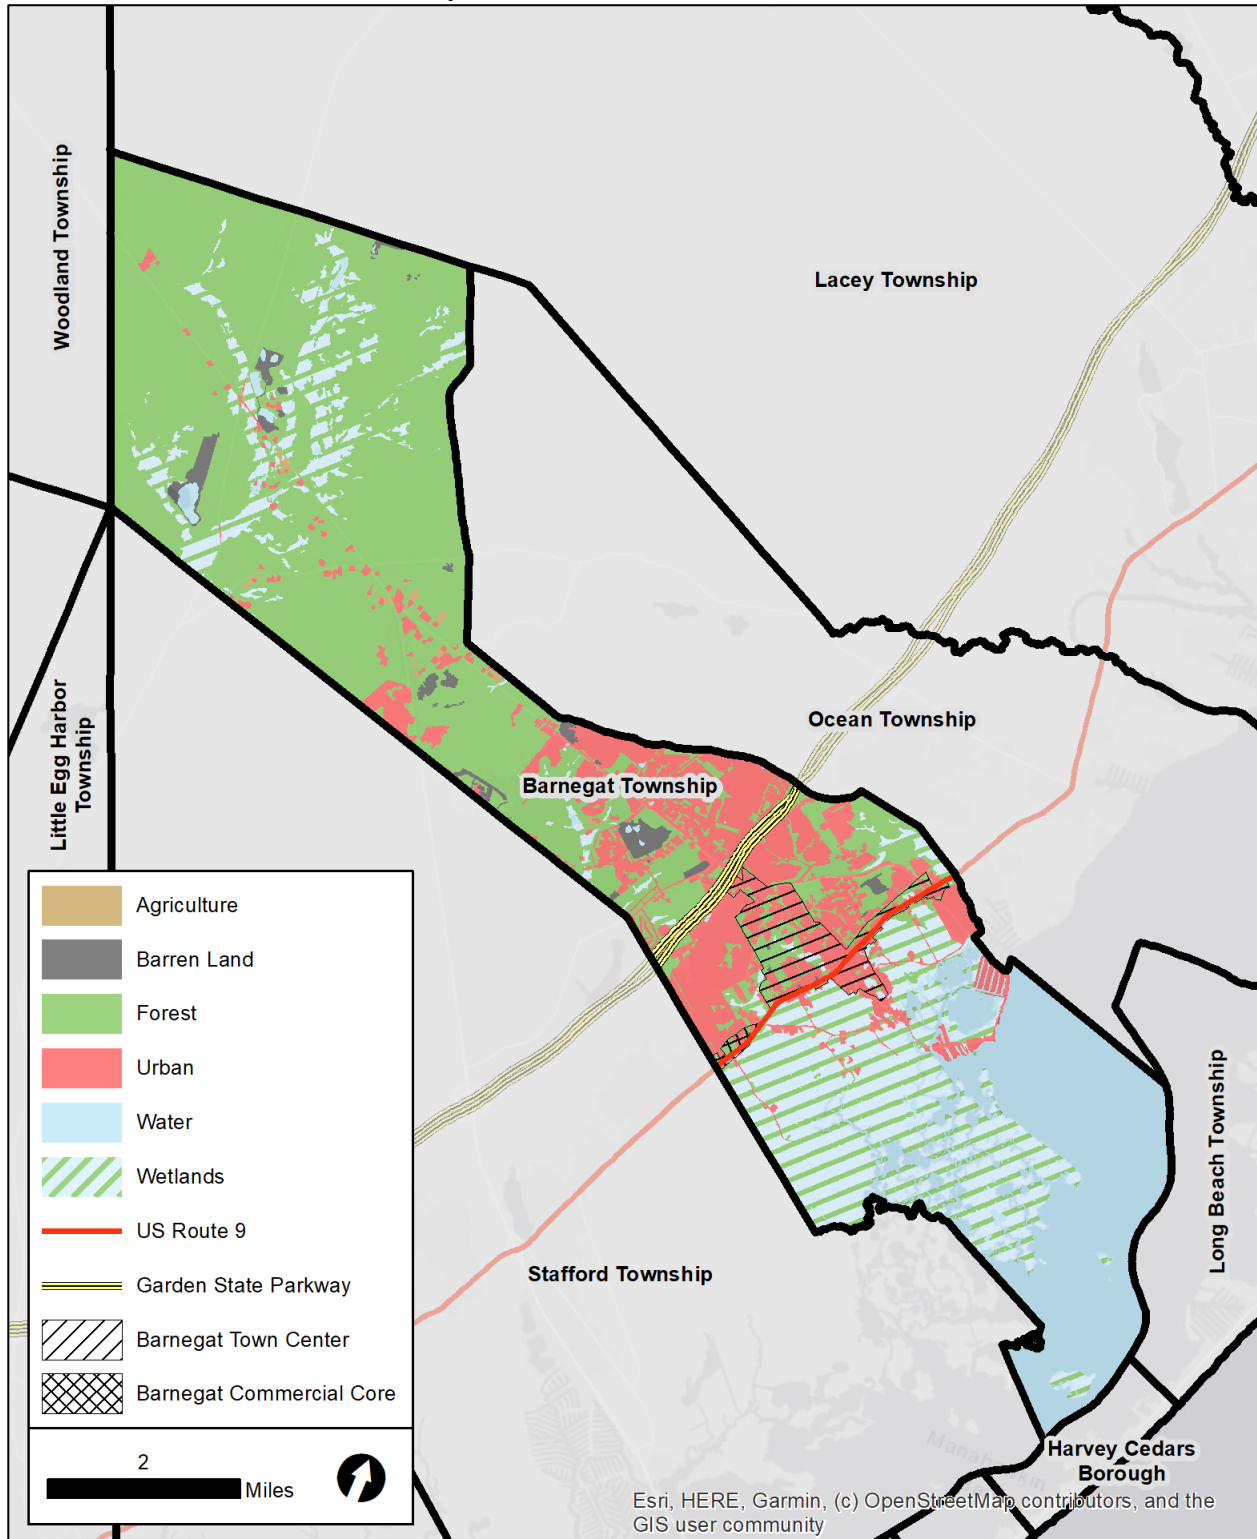 Woodland Township
Lacey Township
Little Egg Harbor
Township
Ocean Township
Barnegat Township
Long Beach Township
Stafford Township
Harvey Cedars
Borough
Agriculture
Barren Land
Forest
Urban
Water
Wetlands
US Route 9
Garden State Parkway
Barnegat Town Center
Barnegat Commercial Core
2
Miles
Esri, HERE, Garmin, (c) OpenStreetMap contributors, and the
GIS user community